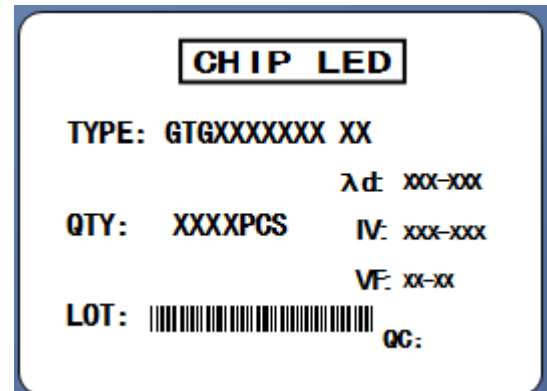 CHIP LED
TYPE: GTGXXXXXXX XX
λd: XXX-XXX
QTY: XXXXPCS IV: XXX-XXX
VF: XX-XX
LOT:
QC: